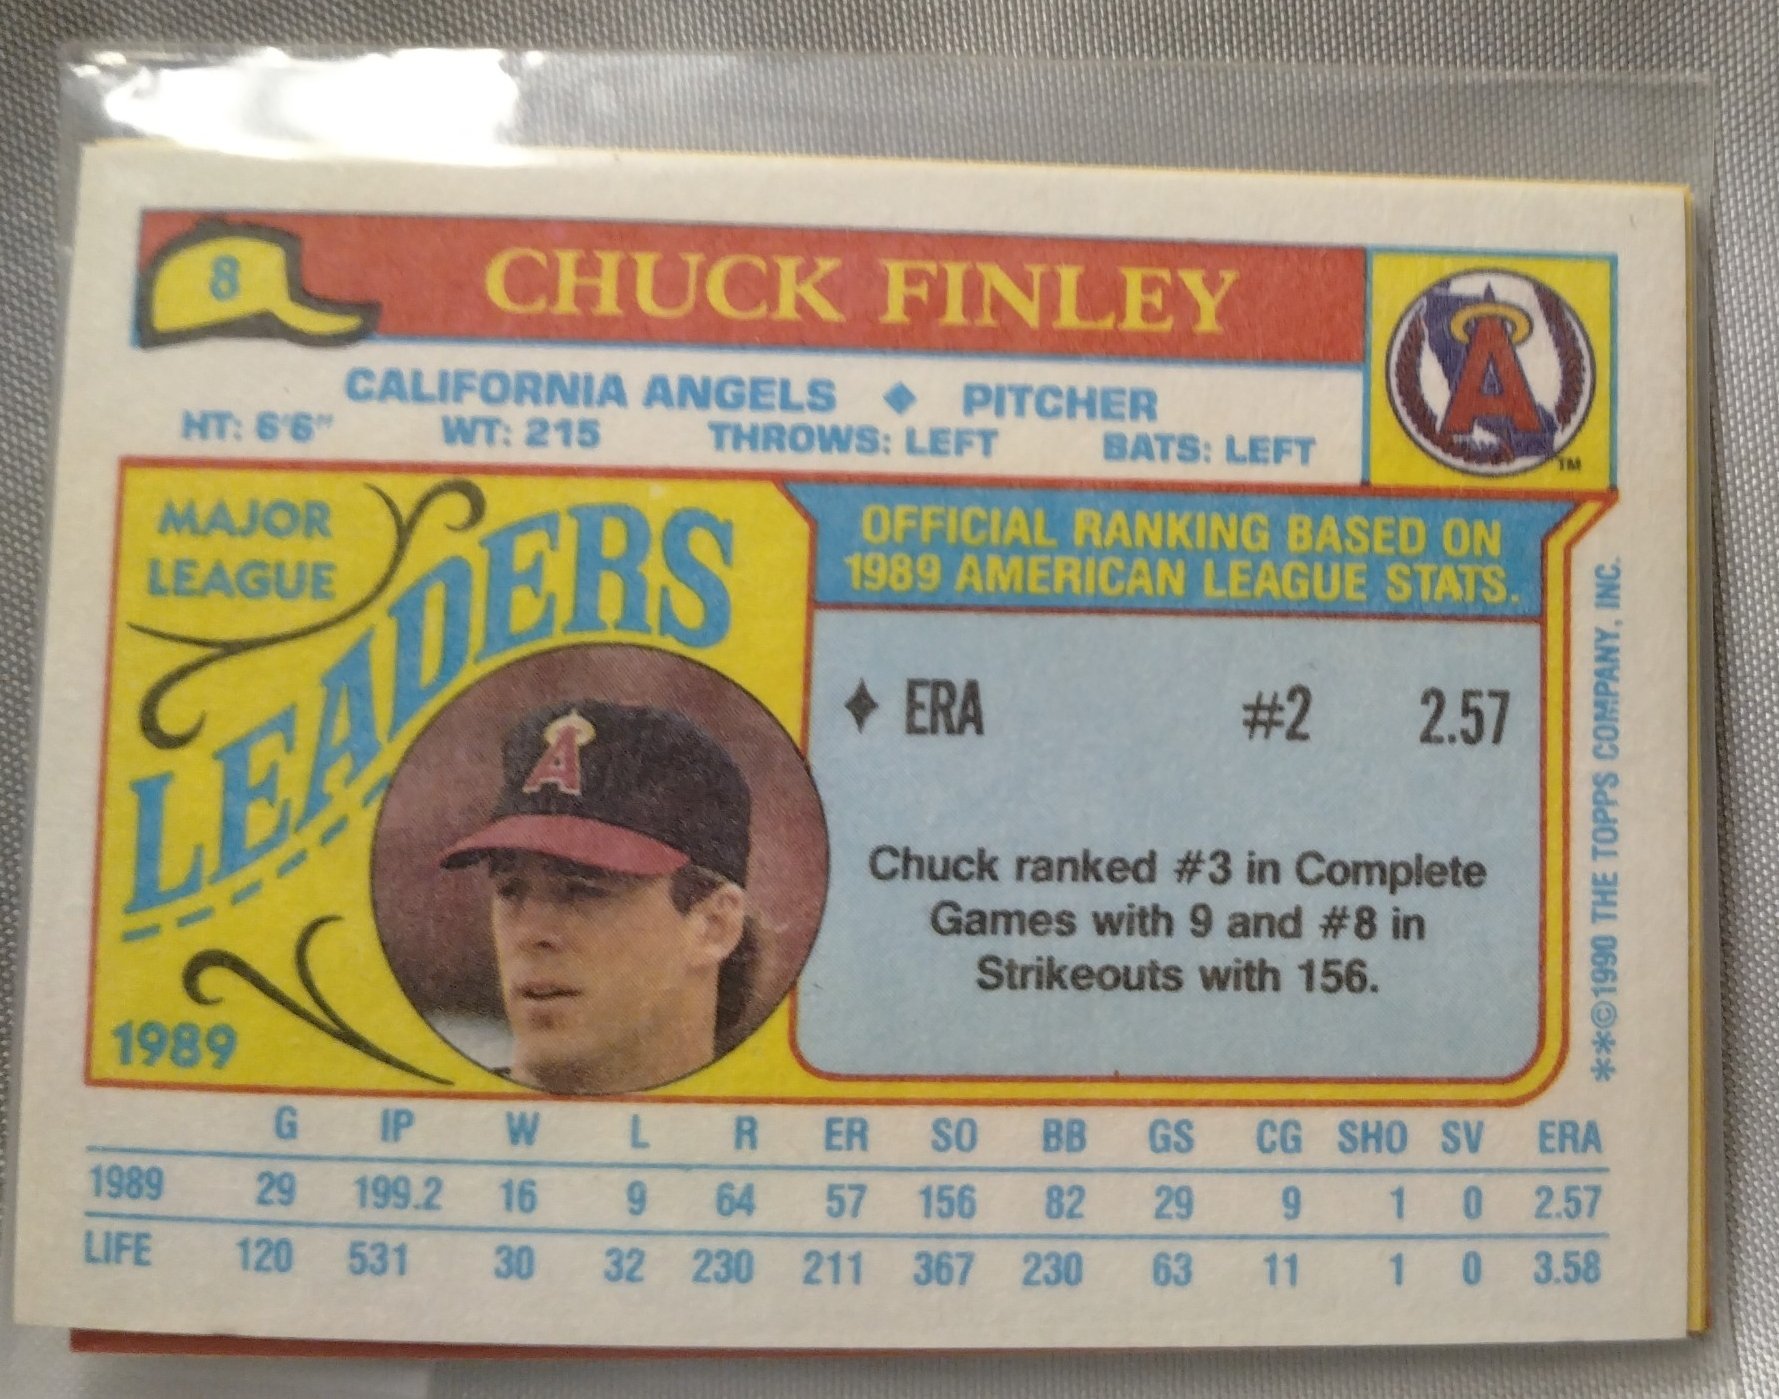 8
CHUCK FINLEY
A
TM
CALIFORNIA ANGELS ◆ PITCHER
HT: 6'6" WT: 215 THROWS: LEFT BATS: LEFT
MAJOR
LEAGUE
LEADERS
1989
A
OFFICIAL RANKING BASED ON
1989 AMERICAN LEAGUE STATS.
♦ ERA #2 2.57
Chuck ranked #3 in Complete
Games with 9 and #8 in
Strikeouts with 156.
**©1990 THE TOPPS COMPANY, INC.
G IP W L R ER SO BB GS CG SHO SV ERA
1989 29 199.2 16 9 64 57 156 82 29 9 1 0 2.57
LIFE 120 531 30 32 230 211 367 230 63 11 1 0 3.58